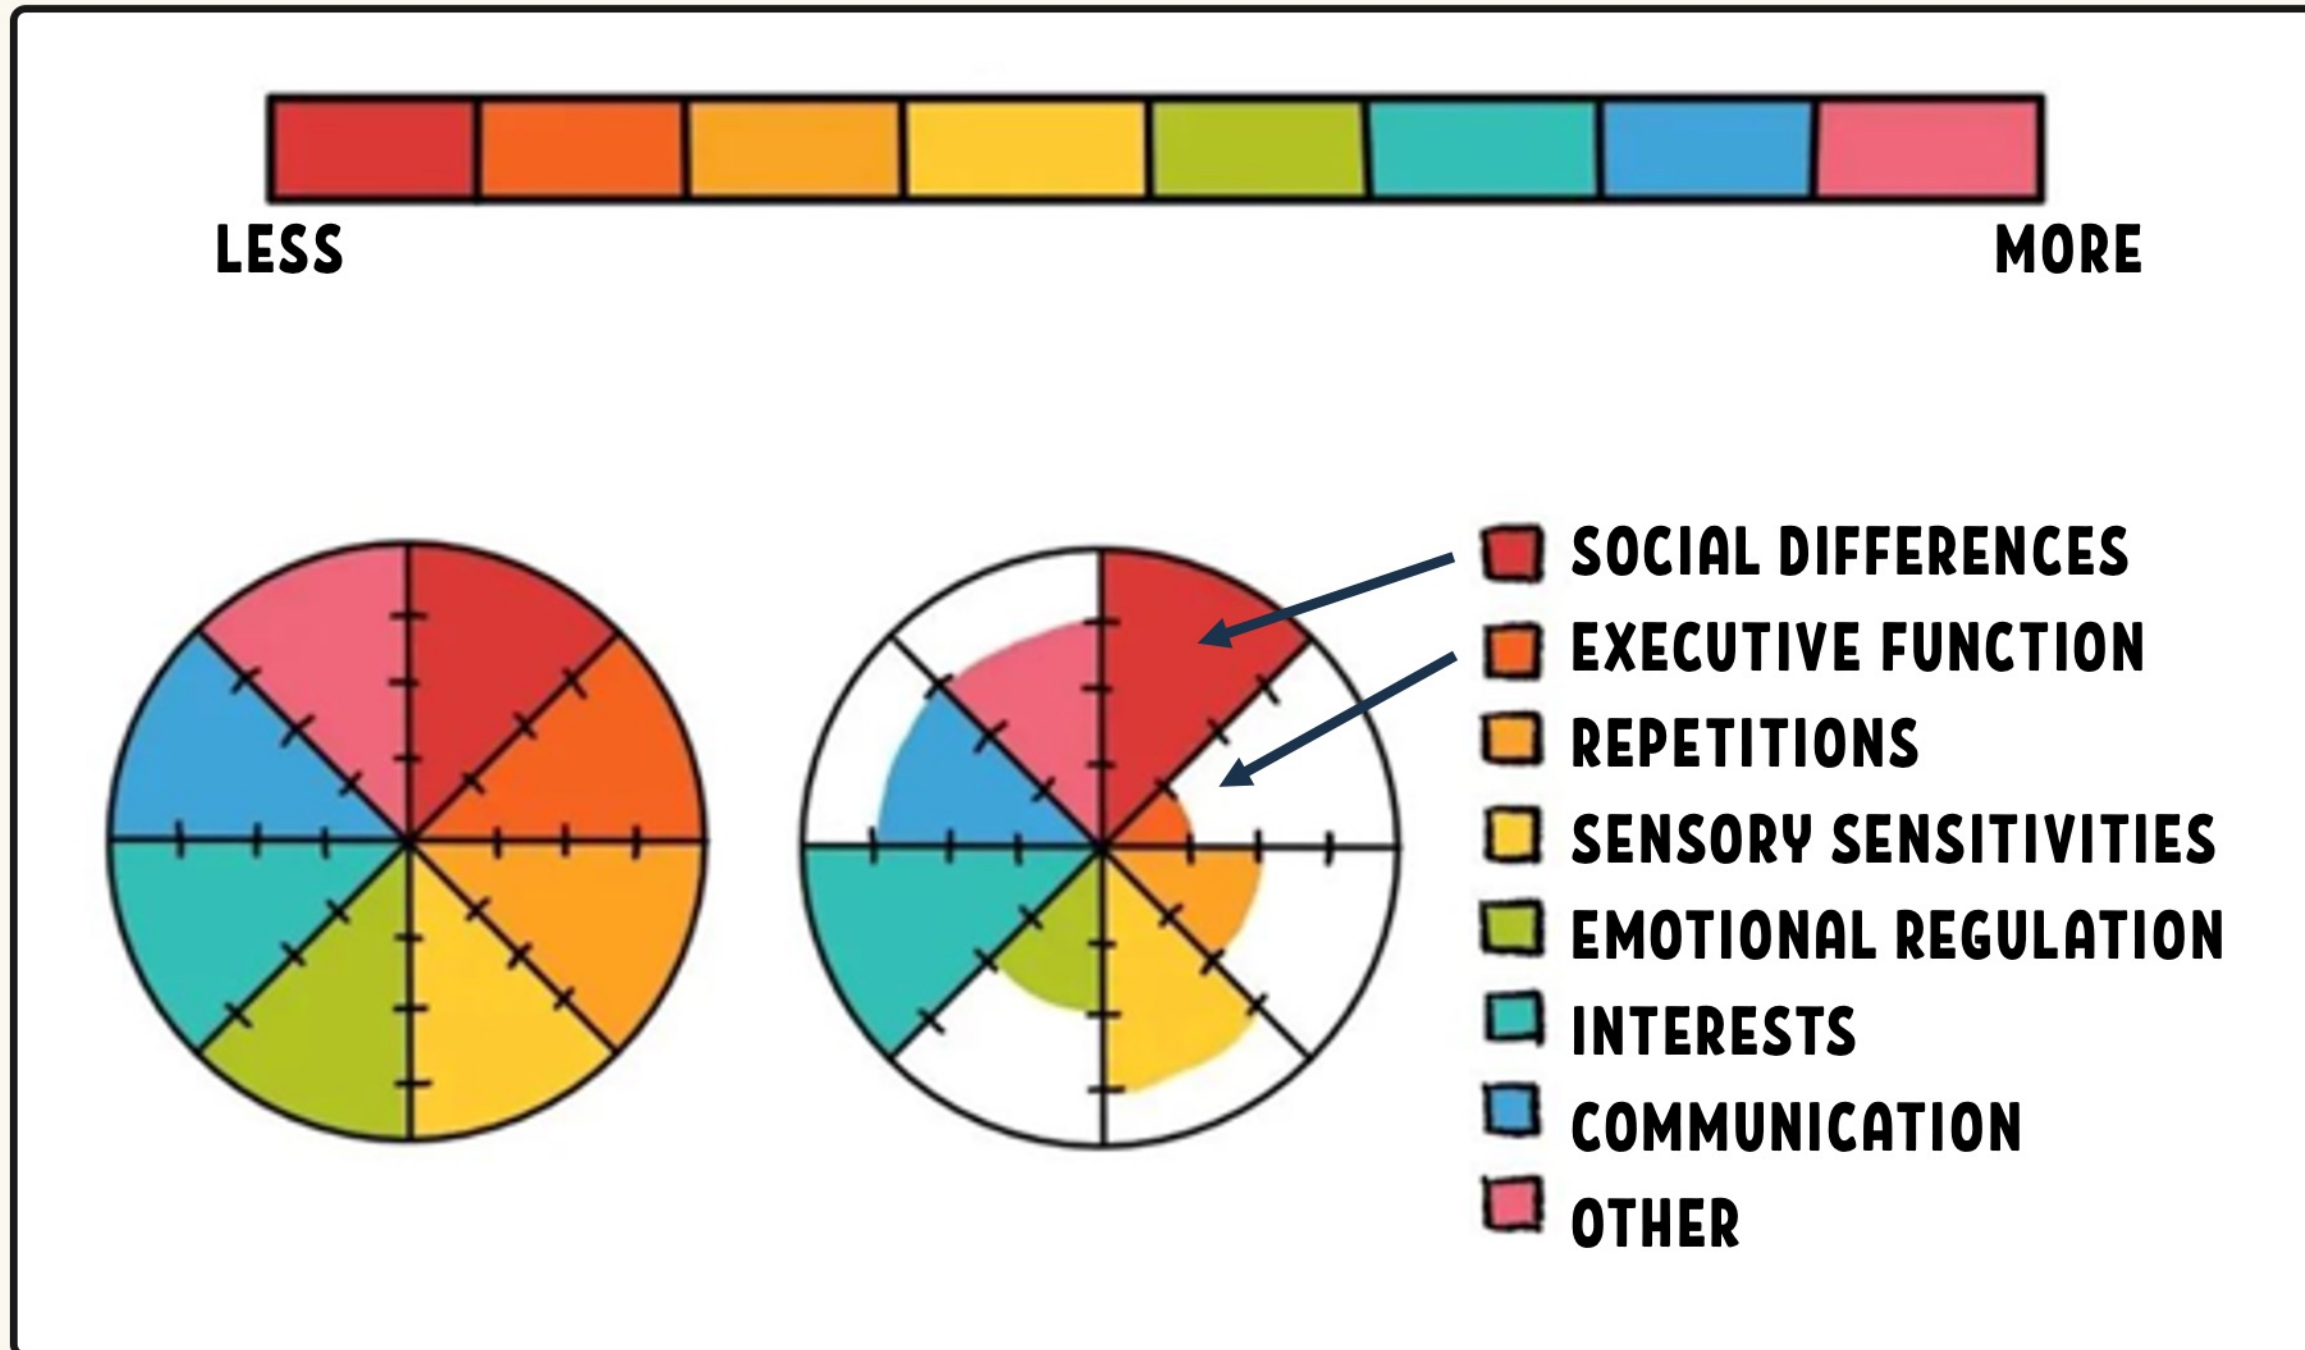 LESS
MORE
SOCIAL DIFFERENCES
EXECUTIVE FUNCTION
REPETITIONS
SENSORY SENSITIVITIES
EMOTIONAL REGULATION
INTERESTS
COMMUNICATION
OTHER